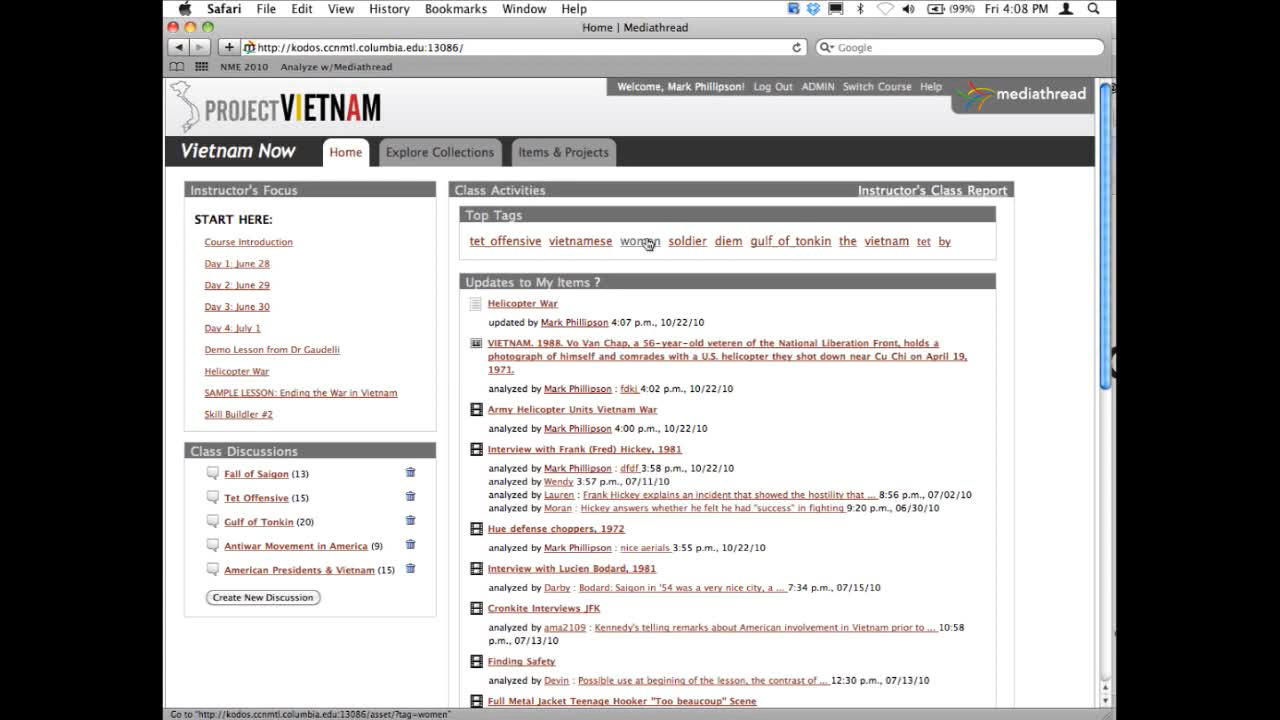 Safari File Edit View History Bookmarks Window Help (99%) Fri 4:08 PM
Home | Mediathread
http://kodos.ccnmtl.columbia.edu:13086/ Google
NME 2010 Analyze w/Mediathread
Welcome, Mark Phillipson! Log Out ADMIN Switch Course Help mediathread
PROJECT VIETNAM
Vietnam Now Home Explore Collections Items & Projects
Instructor's Focus
START HERE:
Course Introduction
Day 1: June 28
Day 2: June 29
Day 3: June 30
Day 4: July 1
Demo Lesson from Dr Gaudelli
Helicopter War
SAMPLE LESSON: Ending the War in Vietnam
Skill Buildler #2
Class Discussions
Fall of Saigon (13)
Tet Offensive (15)
Gulf of Tonkin (20)
Antiwar Movement in America (9)
American Presidents & Vietnam (15)
Create New Discussion
Class Activities Instructor's Class Report
Top Tags
tet offensive vietnamese women soldier diem gulf of tonkin the vietnam tet by
Updates to My Items ?
Helicopter War
updated by Mark Phillipson 4:07 p.m., 10/22/10
VIETNAM. 1988. Vo Van Chap, a 56-year-old veteren of the National Liberation Front, holds a
photograph of himself and comrades with a U.S. helicopter they shot down near Cu Chi on April 19,
1971.
analyzed by Mark Phillipson : fdkj 4:02 p.m., 10/22/10
Army Helicopter Units Vietnam War
analyzed by Mark Phillipson 4:00 p.m., 10/22/10
Interview with Frank (Fred) Hickey, 1981
analyzed by Mark Phillipson : dfdf 3:58 p.m., 10/22/10
analyzed by Wendy 3:57 p.m., 07/11/10
analyzed by Lauren : Frank Hickey explains an incident that showed the hostility that ... 8:56 p.m., 07/02/10
analyzed by Moran : Hickey answers whether he felt he had "success" in fighting 9:20 p.m., 06/30/10
Hue defense choppers, 1972
analyzed by Mark Phillipson : nice aerials 3:55 p.m., 10/22/10
Interview with Lucien Bodard, 1981
analyzed by Darby : Bodard: Saigon in '54 was a very nice city, a ... 7:34 p.m., 07/15/10
Cronkite Interviews JFK
analyzed by ama2109 : Kennedy's telling remarks about American involvement in Vietnam prior to ... 10:58
p.m., 07/13/10
Finding Safety
analyzed by Devin : Possible use at begining of the lesson, the contrast of ... 12:30 p.m., 07/13/10
Full Metal Jacket Teenage Hooker "Too beaucoup" Scene
Go to "http://kodos.ccnmtl.columbia.edu:13086/asset/?tag=women"